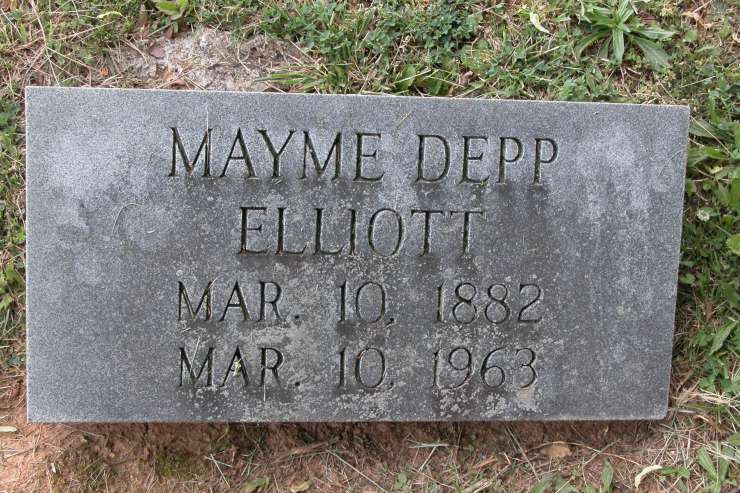 MAYME DEPP
ELLIOTT
MAR. 10, 1882
MAR. 10, 1963